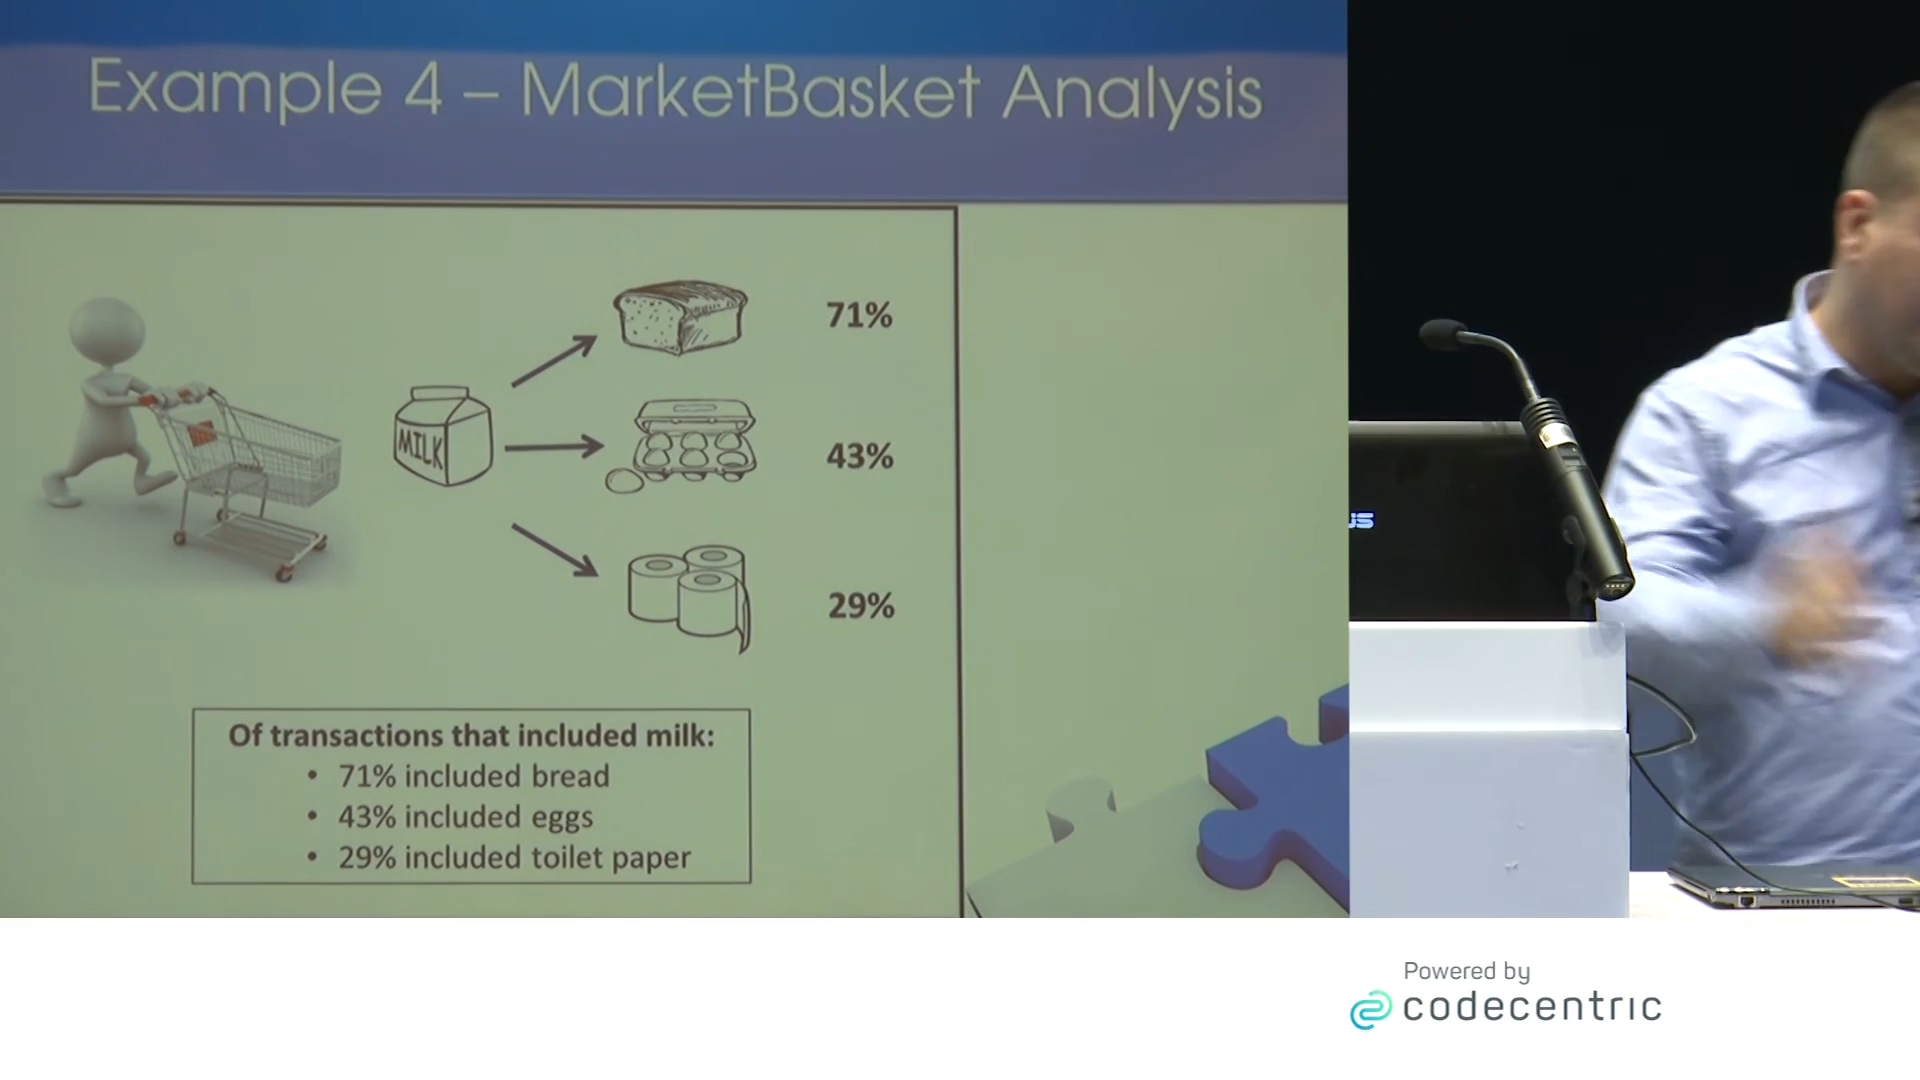 Example 4 – MarketBasket Analysis
71%
MILK
43%
29%
Of transactions that included milk:
• 71% included bread
• 43% included eggs
• 29% included toilet paper
Powered by
codecentric